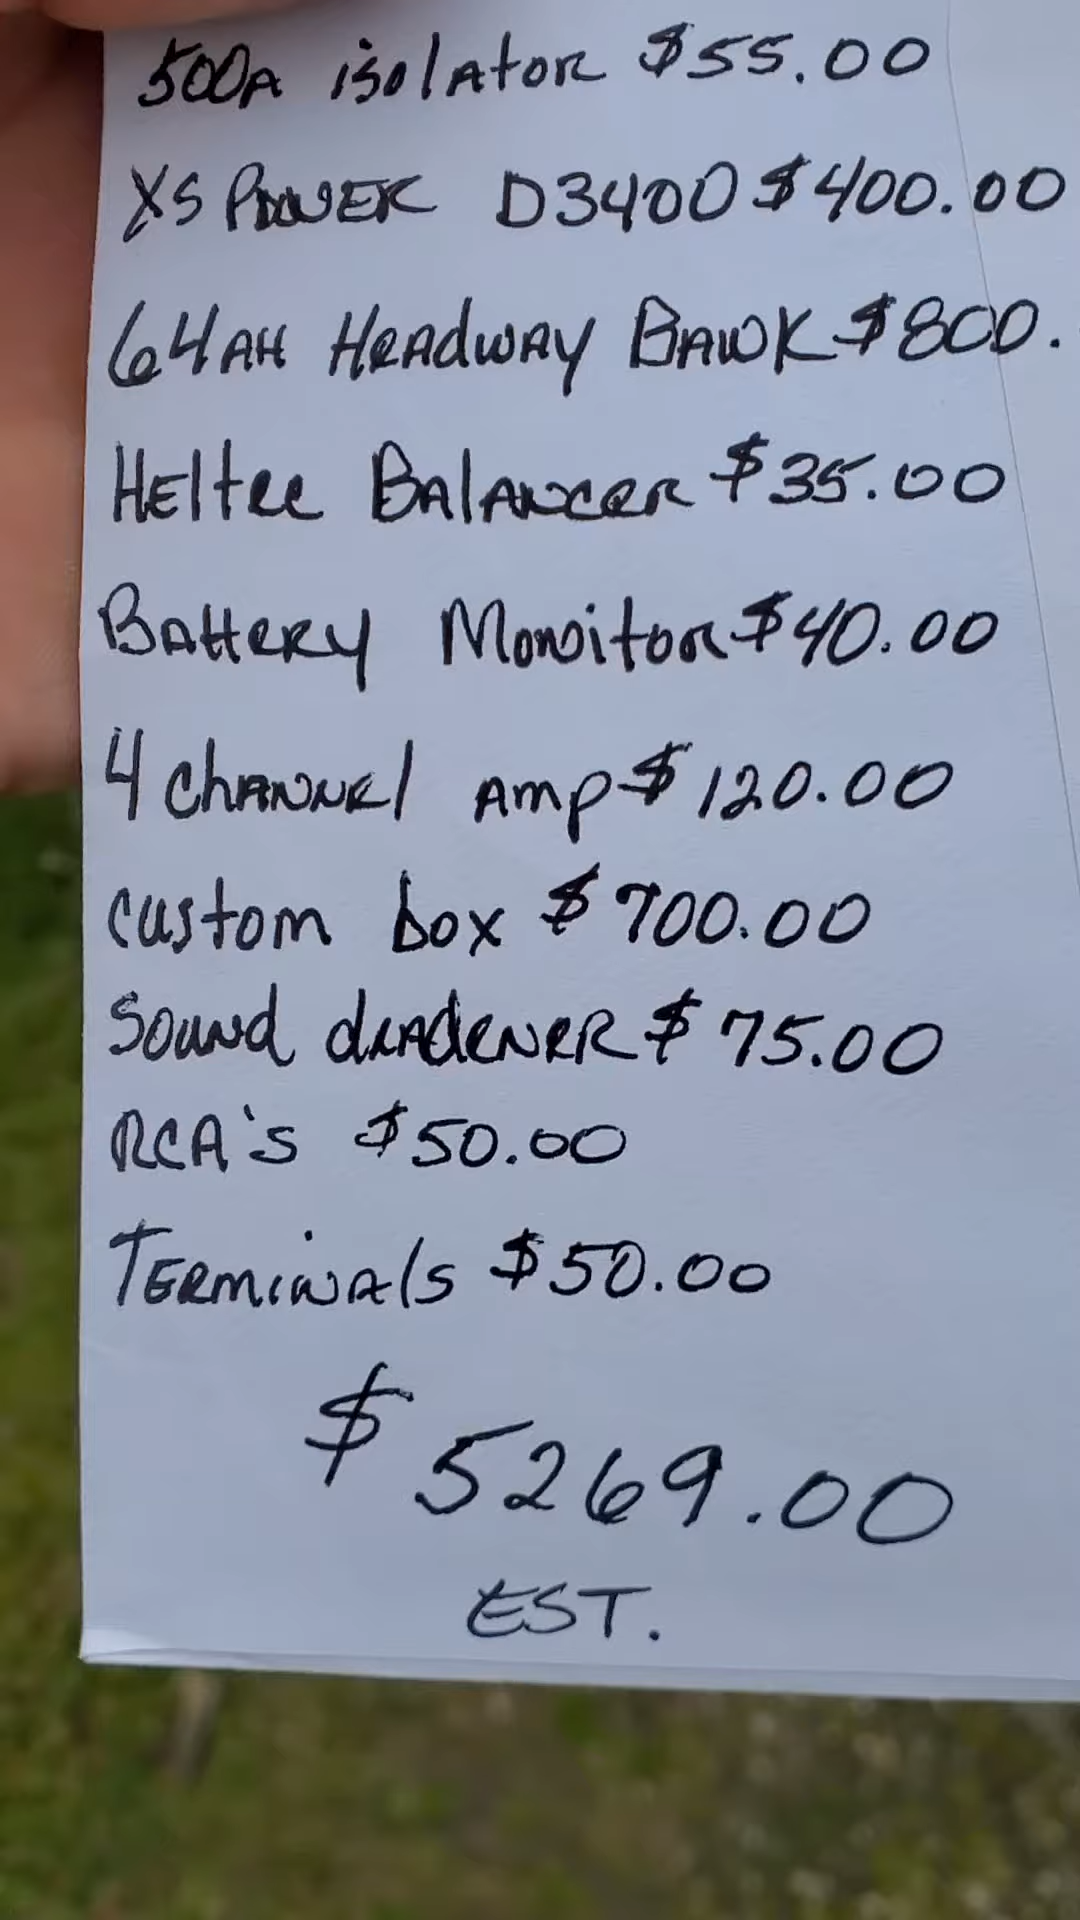 500A isolator $55.00
XS POWER D3400 $400.00
64AH HEADWAY BANK $800.
HEltec BALANCER $35.00
BAttERY MONitor $40.00
4 ChANNEl Amp $120.00
custom box $700.00
Sound deadENER $75.00
RCA's $50.00
TERMINAls $50.00
$5269.00
EST.